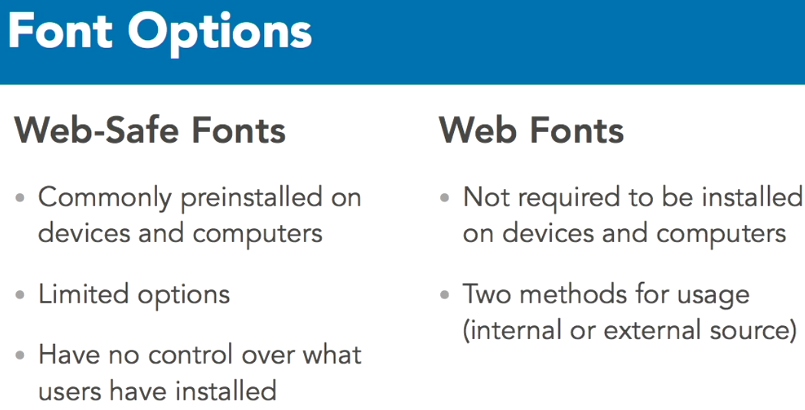 Font Options
Web-Safe Fonts
• Commonly preinstalled on
devices and computers
• Limited options
• Have no control over what
users have installed
Web Fonts
• Not required to be installed
on devices and computers
• Two methods for usage
(internal or external source)